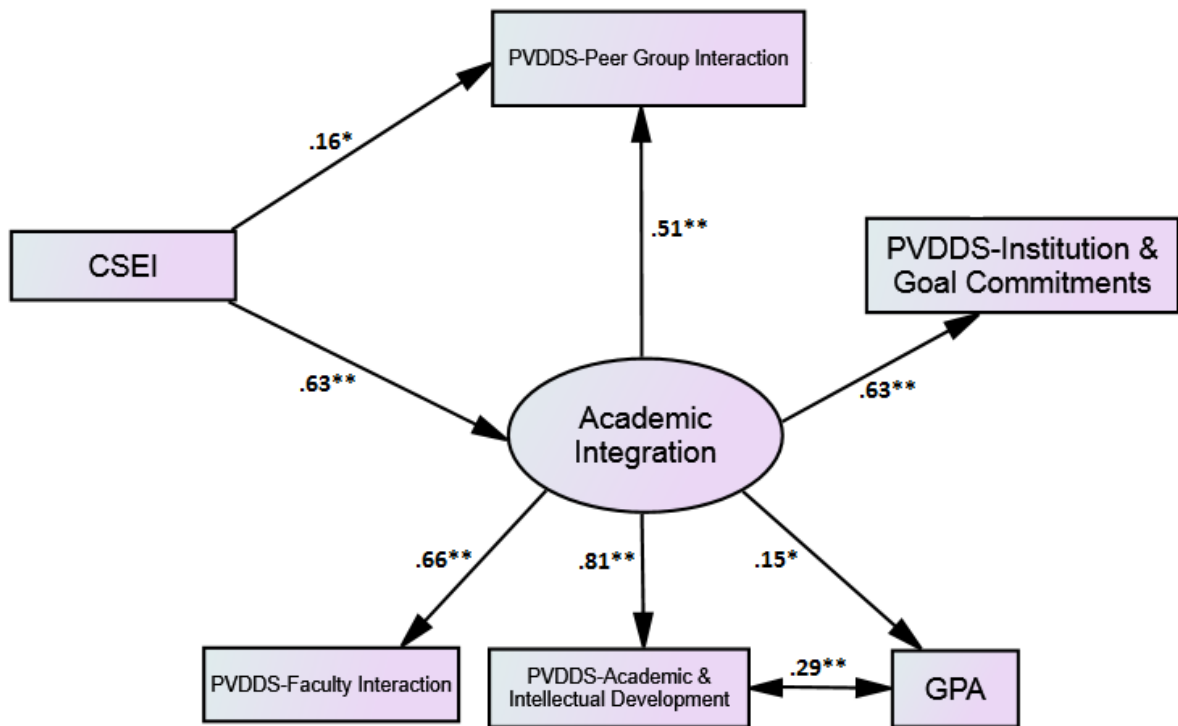 PVDDS-Peer Group Interaction
.16*
.51**
CSEI
PVDDS-Institution &
Goal Commitments
.63**
.63**
Academic
Integration
.66**
.81**
.15*
PVDDS-Faculty Interaction
PVDDS-Academic &
Intellectual Development
.29**
GPA